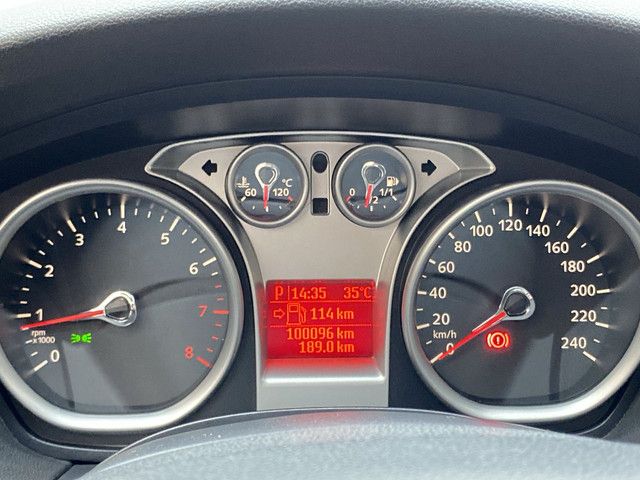 60 120 °C
0 1/2 1/1
0 1 2 3 4 5 6 7 8
rpm
x1000
P 14:35 35°C
114 km
100096 km
189.0 km
0 20 40 60 80 100 120 140 160 180 200 220 240
km/h